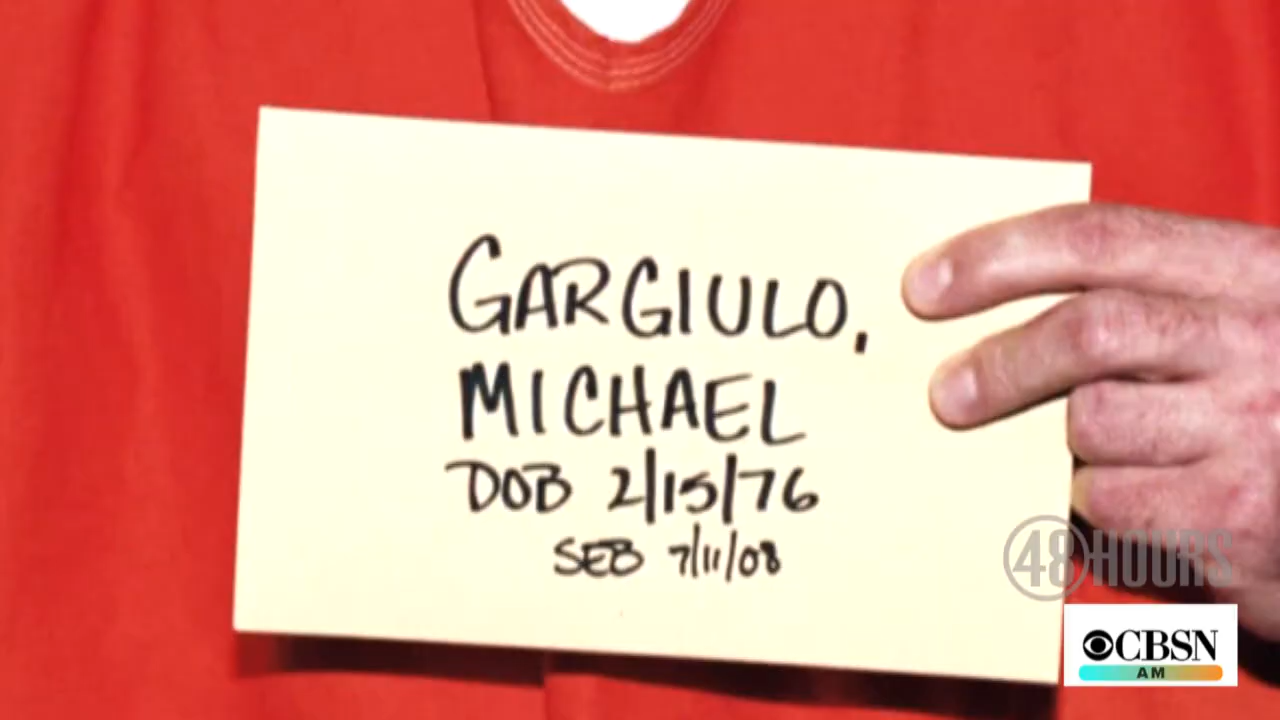 GARGIULO,
MICHAEL
DOB 2/15/76
SEB 7/11/08
48 HOURS
CBSN
AM